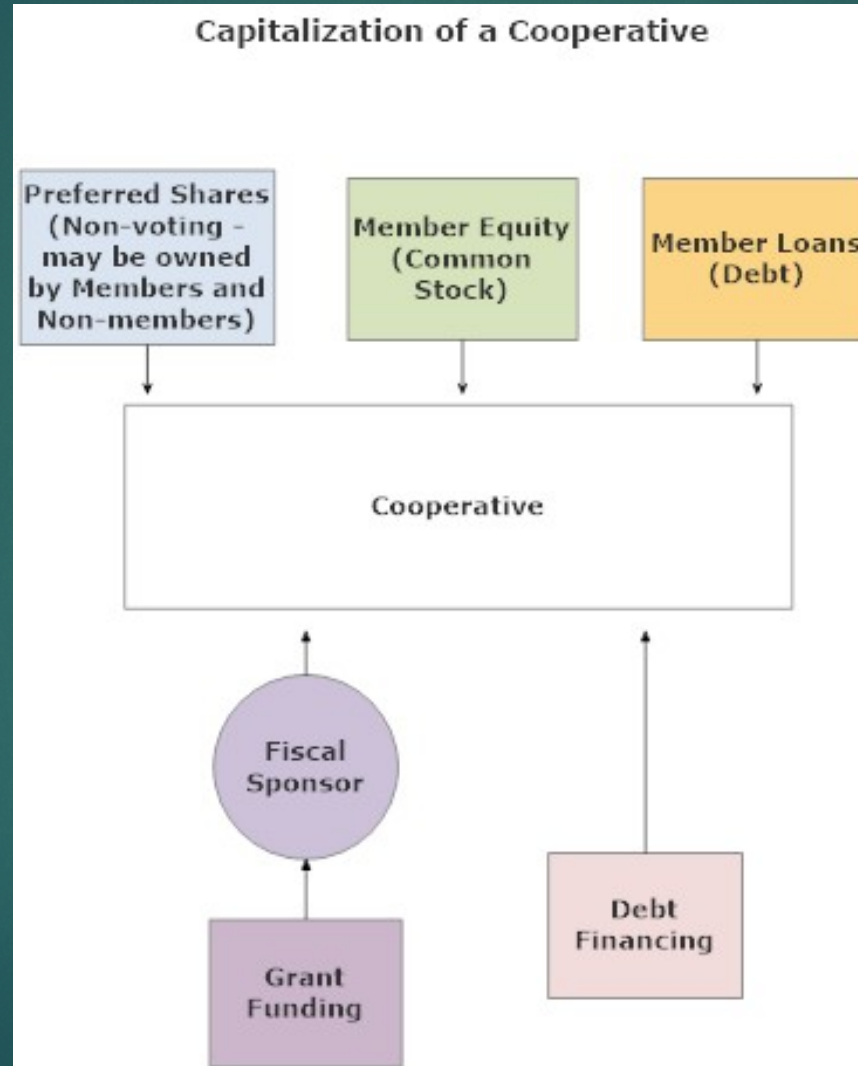 Capitalization of a Cooperative
Preferred Shares
(Non-voting -
may be owned
by Members and
Non-members)
Member Equity
(Common
Stock)
Member Loans
(Debt)
Cooperative
Fiscal
Sponsor
Debt
Financing
Grant
Funding